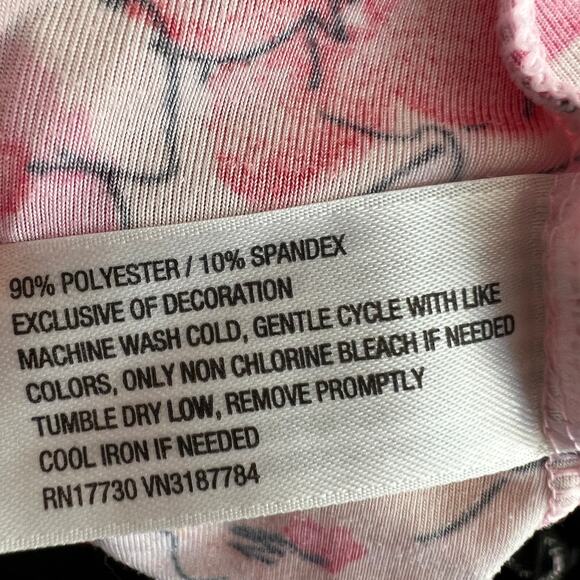 90% POLYESTER / 10% SPANDEX
EXCLUSIVE OF DECORATION
MACHINE WASH COLD, GENTLE CYCLE WITH LIKE
COLORS, ONLY NON CHLORINE BLEACH IF NEEDED
TUMBLE DRY LOW, REMOVE PROMPTLY
COOL IRON IF NEEDED
RN17730 VN3187784